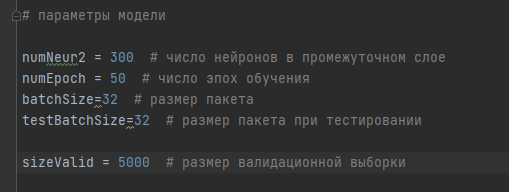 # параметры модели
numNeur2 = 300  # число нейронов в промежуточном слое
numEpoch = 50  # число эпох обучения
batchSize=32  # размер пакета
testBatchSize=32  # размер пакета при тестировании
sizeValid = 5000  # размер валидационной выборки